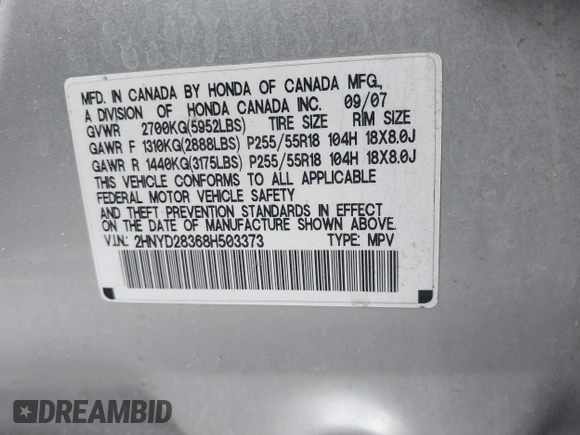 MFD. IN CANADA BY HONDA OF CANADA MFG.,
A DIVISION OF HONDA CANADA INC. 09/07
GVWR 2700KG(5952LBS) TIRE SIZE RIM SIZE
GAWR F 1310KG(2888LBS) P255/55R18 104H 18X8.0J
GAWR R 1440KG(3175LBS) P255/55R18 104H 18X8.0J
THIS VEHICLE CONFORMS TO ALL APPLICABLE
FEDERAL MOTOR VEHICLE SAFETY
AND THEFT PREVENTION STANDARDS IN EFFECT
ON THE DATE OF MANUFACTURE SHOWN ABOVE.
V.I.N.: 2HNYD28368H503373 TYPE: MPV
DREAMBID